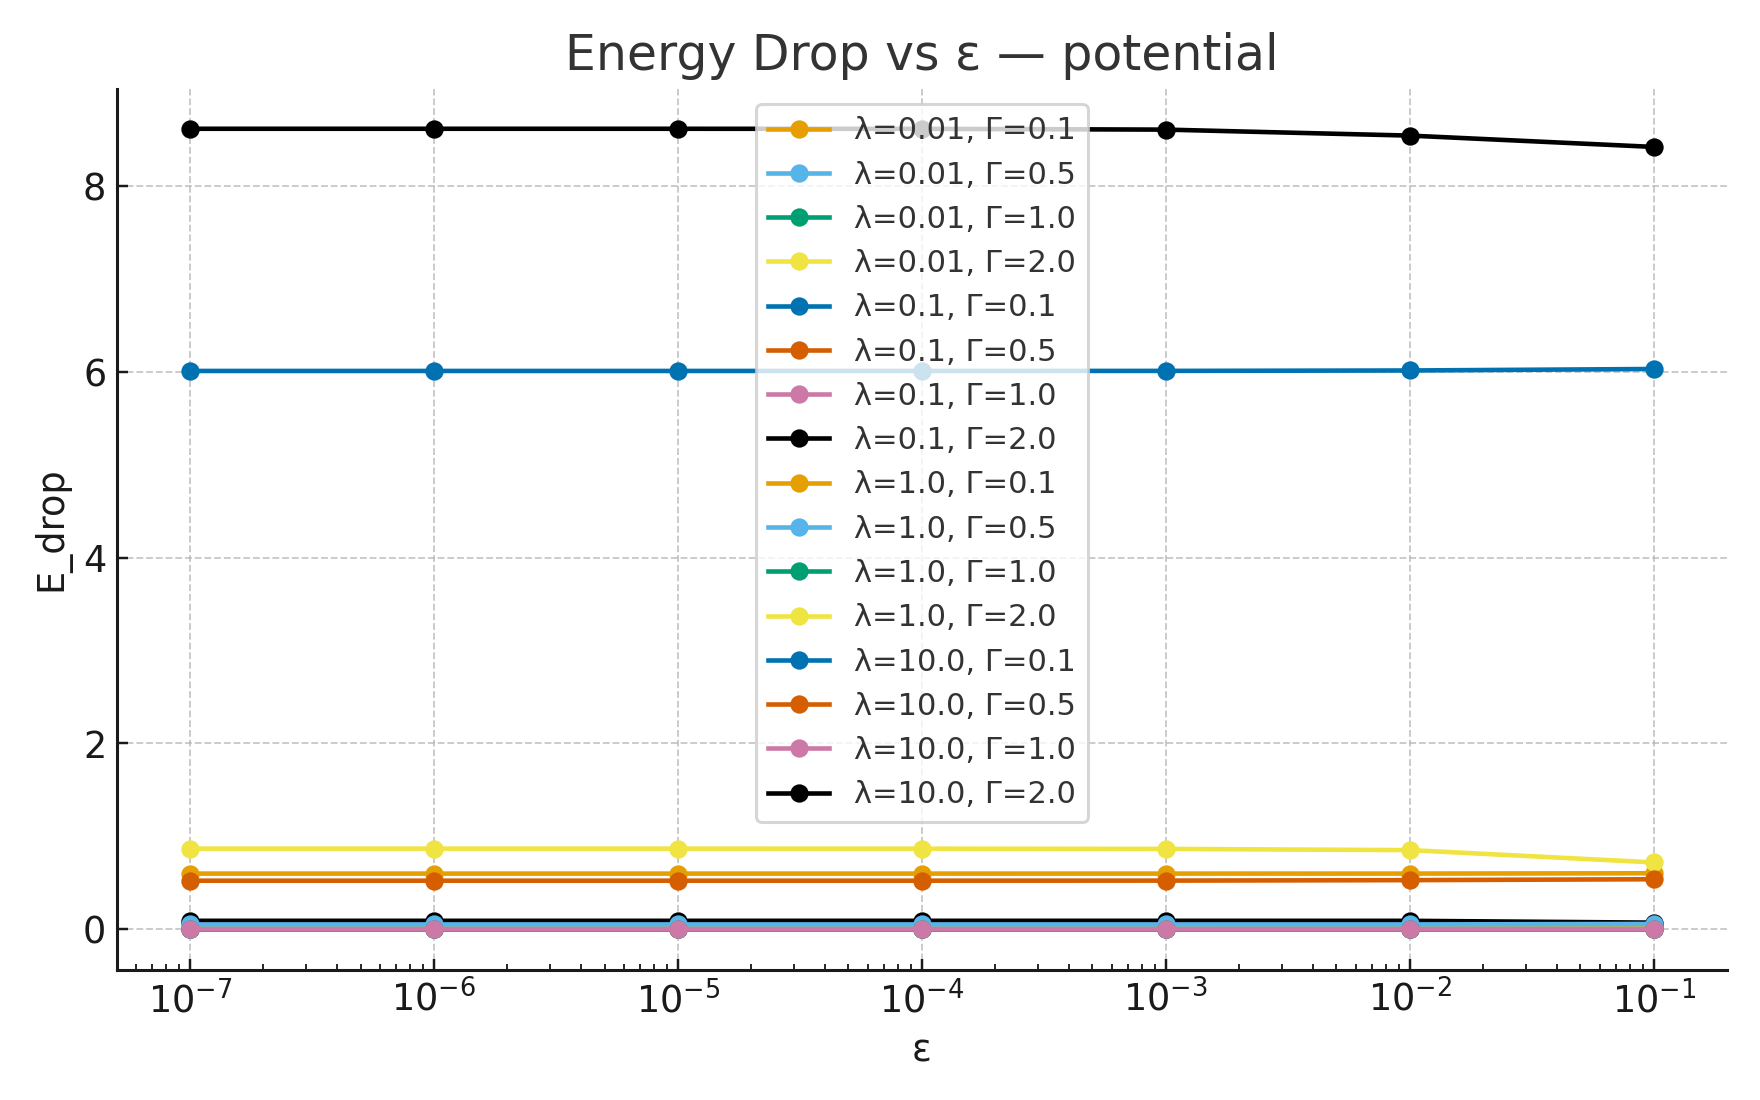 Energy Drop vs ε — potential
E_drop
8
6
4
2
0
λ=0.01, Γ=0.1
λ=0.01, Γ=0.5
λ=0.01, Γ=1.0
λ=0.01, Γ=2.0
λ=0.1, Γ=0.1
λ=0.1, Γ=0.5
λ=0.1, Γ=1.0
λ=0.1, Γ=2.0
λ=1.0, Γ=0.1
λ=1.0, Γ=0.5
λ=1.0, Γ=1.0
λ=1.0, Γ=2.0
λ=10.0, Γ=0.1
λ=10.0, Γ=0.5
λ=10.0, Γ=1.0
λ=10.0, Γ=2.0
10⁻⁷ 10⁻⁶ 10⁻⁵ 10⁻⁴ 10⁻³ 10⁻² 10⁻¹
ε